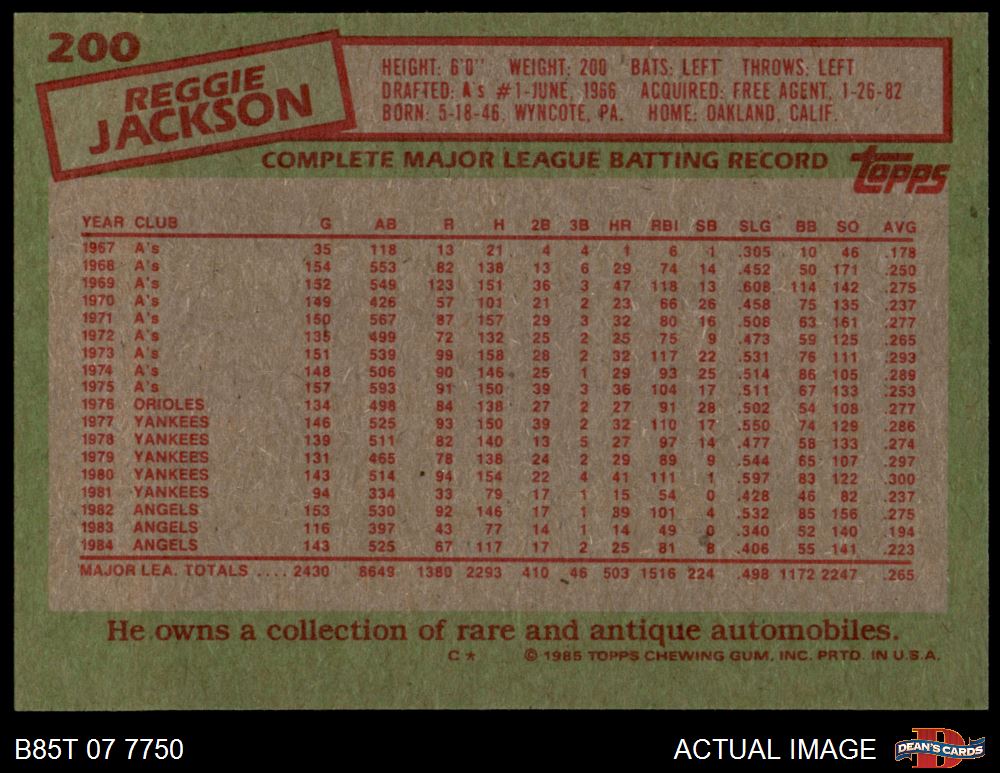 200
REGGIE
JACKSON
HEIGHT: 6'0" WEIGHT: 200 BATS: LEFT THROWS: LEFT
DRAFTED: A's #1-JUNE, 1966 ACQUIRED: FREE AGENT, 1-26-82
BORN: 5-18-46, WYNCOTE, PA. HOME: OAKLAND, CALIF.
COMPLETE MAJOR LEAGUE BATTING RECORD
topps
YEAR CLUB G AB R H 2B 3B HR RBI SB SLG BB SO AVG
1967 A's 35 118 13 21 4 4 1 6 1 .305 10 46 .178
1968 A's 154 553 82 138 13 6 29 74 14 .452 50 171 .250
1969 A's 152 549 123 151 36 3 47 118 13 .608 114 142 .275
1970 A's 149 426 57 101 21 2 23 66 26 .458 75 135 .237
1971 A's 150 567 87 157 29 3 32 80 16 .508 63 161 .277
1972 A's 135 499 72 132 25 2 25 75 9 .473 59 125 .265
1973 A's 151 539 99 158 28 2 32 117 22 .531 76 111 .293
1974 A's 148 506 90 146 25 1 29 93 25 .514 86 105 .289
1975 A's 157 593 91 150 39 3 36 104 17 .511 67 133 .253
1976 ORIOLES 134 498 84 138 27 2 27 91 28 .502 54 108 .277
1977 YANKEES 146 525 93 150 39 2 32 110 17 .550 74 129 .286
1978 YANKEES 139 511 82 140 13 5 27 97 14 .477 58 133 .274
1979 YANKEES 131 465 78 138 24 2 29 89 9 .544 65 107 .297
1980 YANKEES 143 514 94 154 22 4 41 111 1 .597 83 122 .300
1981 YANKEES 94 334 33 79 17 1 15 54 0 .428 46 82 .237
1982 ANGELS 153 530 92 146 17 1 39 101 4 .532 85 156 .275
1983 ANGELS 116 397 43 77 14 1 14 49 0 .340 52 140 .194
1984 ANGELS 143 525 67 117 17 2 25 81 8 .406 55 141 .223
MAJOR LEA. TOTALS .... 2430 8649 1380 2293 410 46 503 1516 224 .498 1172 2247 .265
He owns a collection of rare and antique automobiles.
C * © 1985 TOPPS CHEWING GUM, INC. PRTD. IN U.S.A.
B85T 07 7750
ACTUAL IMAGE
D
DEAN'S CARDS